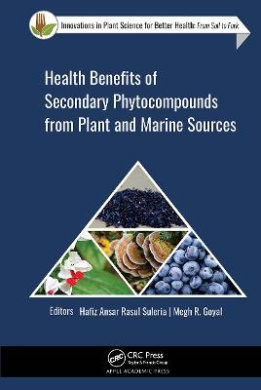 Innovations in Plant Science for Better Health: From Soil to Fork
Health Benefits of
Secondary Phytocompounds
from Plant and Marine Sources
Editors Hafiz Ansar Rasul Suleria | Megh R. Goyal
CRC Press
Taylor & Francis Group
APPLE ACADEMIC PRESS